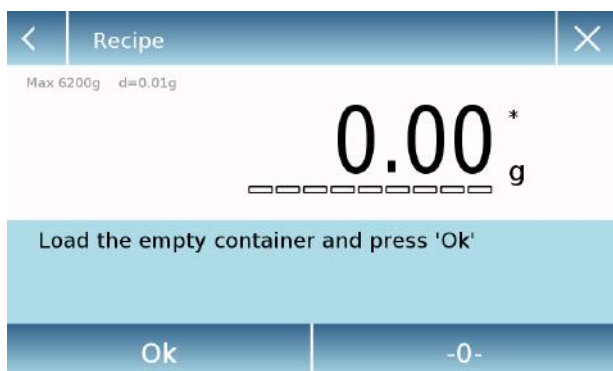 Recipe
Max 6200g d=0.01g
0.00 *
g
Load the empty container and press 'Ok'
Ok -0-